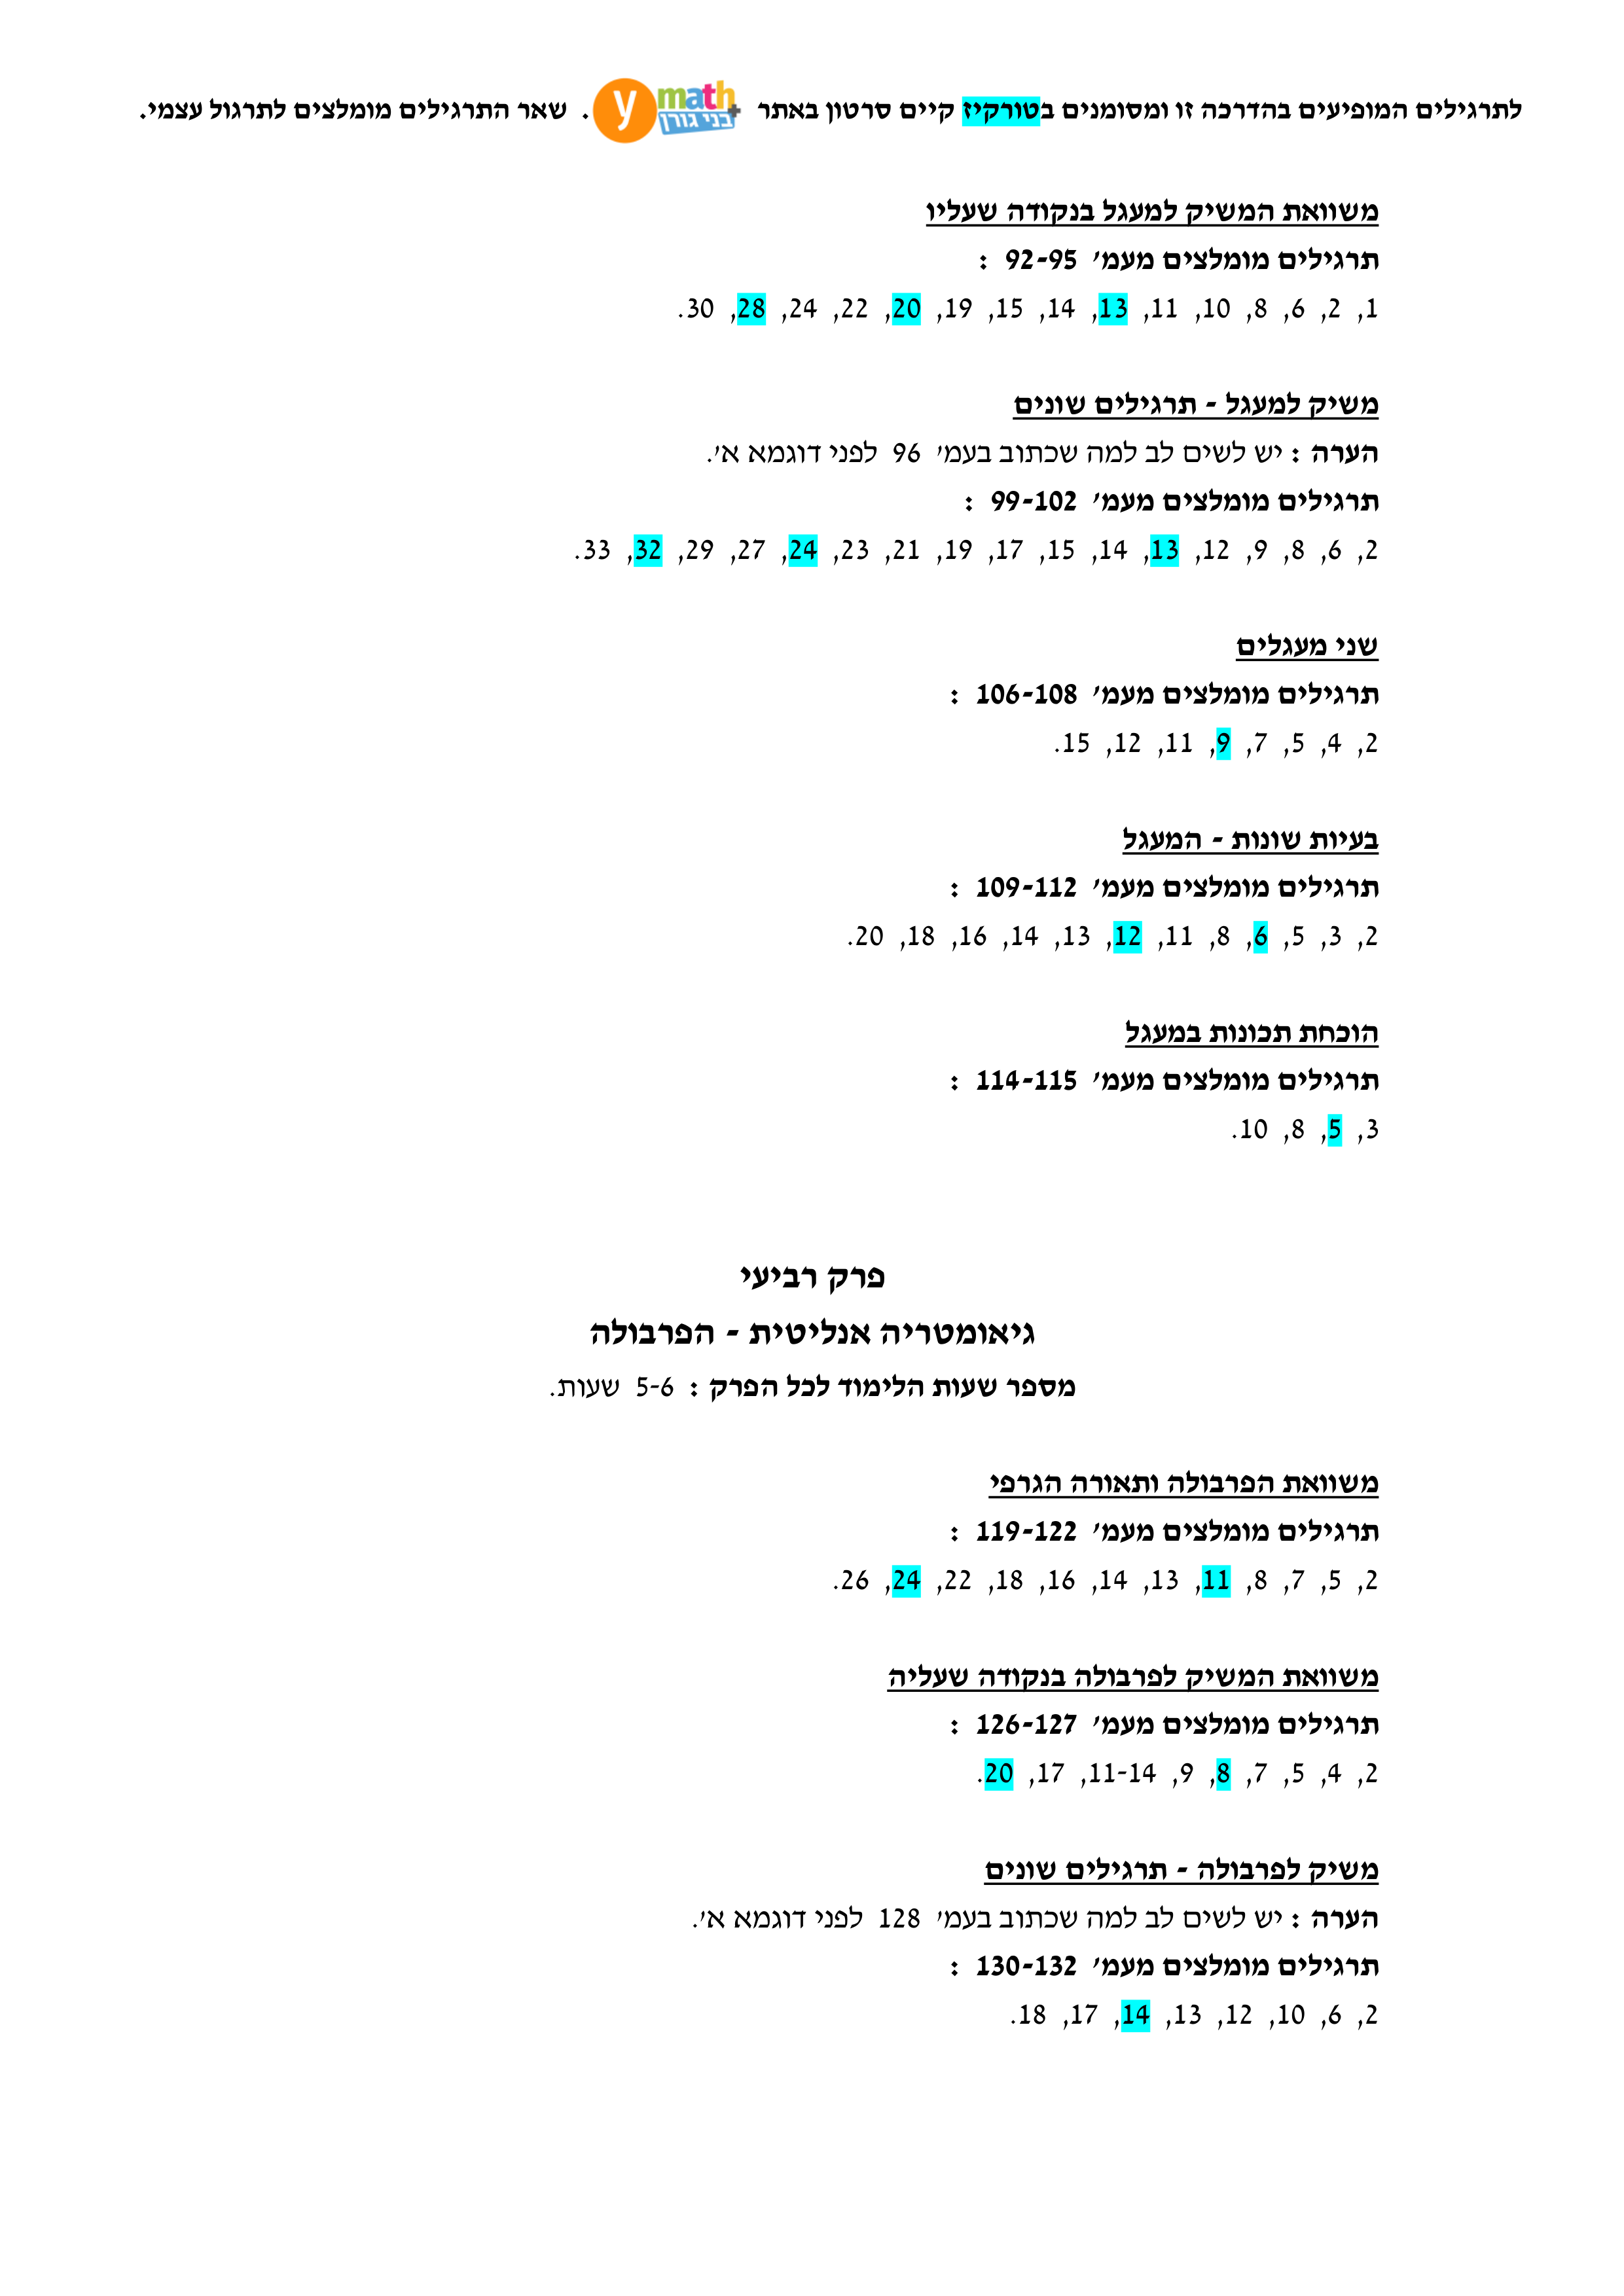 לתרגילים המופיעים בהדרכה זו ומסומנים בטורקיז קיים סרטון באתר y math+ בני גורן . שאר התרגילים מומלצים לתרגול עצמי.
משוואת המשיק למעגל בנקודה שעליו
תרגילים מומלצים מעמ׳ 92-95 :
1, 2, 6, 8, 10, 11, 13, 14, 15, 19, 20, 22, 24, 28, 30.
משיק למעגל - תרגילים שונים
הערה : יש לשים לב למה שכתוב בעמ׳ 96 לפני דוגמא א׳.
תרגילים מומלצים מעמ׳ 99-102 :
2, 6, 8, 9, 12, 13, 14, 15, 17, 19, 21, 23, 24, 27, 29, 32, 33.
שני מעגלים
תרגילים מומלצים מעמ׳ 106-108 :
2, 4, 5, 7, 9, 11, 12, 15.
בעיות שונות - המעגל
תרגילים מומלצים מעמ׳ 109-112 :
2, 3, 5, 6, 8, 11, 12, 13, 14, 16, 18, 20.
הוכחת תכונות במעגל
תרגילים מומלצים מעמ׳ 114-115 :
3, 5, 8, 10.
פרק רביעי
גיאומטריה אנליטית - הפרבולה
מספר שעות הלימוד לכל הפרק : 5-6 שעות.
משוואת הפרבולה ותאורה הגרפי
תרגילים מומלצים מעמ׳ 119-122 :
2, 5, 7, 8, 11, 13, 14, 16, 18, 22, 24, 26.
משוואת המשיק לפרבולה בנקודה שעליה
תרגילים מומלצים מעמ׳ 126-127 :
2, 4, 5, 7, 8, 9, 11-14, 17, 20.
משיק לפרבולה - תרגילים שונים
הערה : יש לשים לב למה שכתוב בעמ׳ 128 לפני דוגמא א׳.
תרגילים מומלצים מעמ׳ 130-132 :
2, 6, 10, 12, 13, 14, 17, 18.